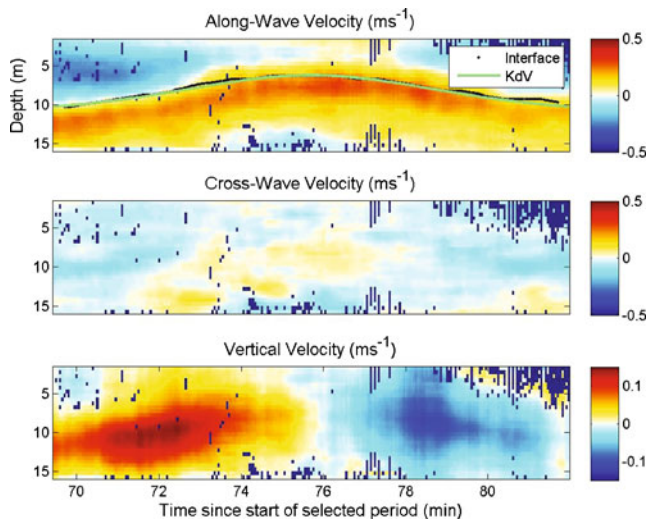 Along-Wave Velocity (ms-1)
Depth (m)
5
10
15
Interface
KdV
0.5
0
-0.5
Cross-Wave Velocity (ms-1)
5
10
15
0.5
0
-0.5
Vertical Velocity (ms-1)
5
10
15
0.1
0
-0.1
70 72 74 76 78 80
Time since start of selected period (min)